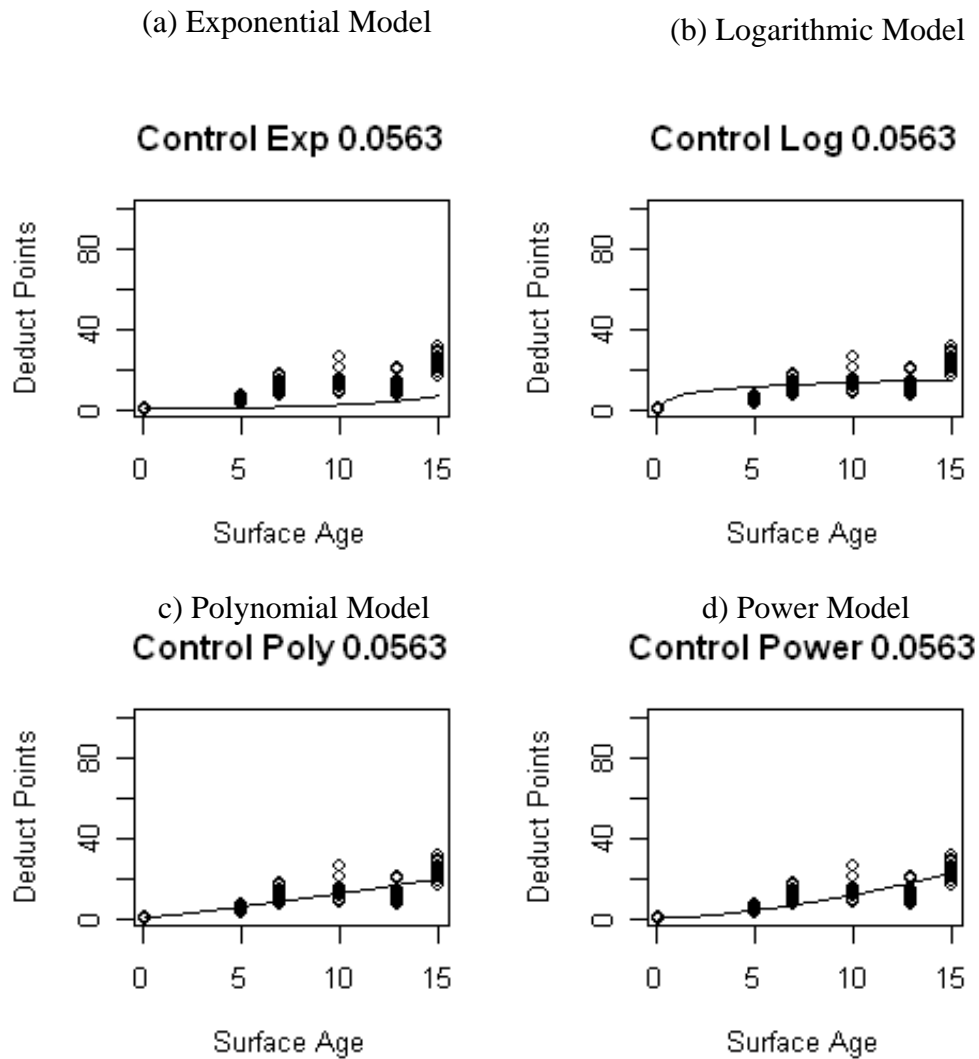 (a) Exponential Model
(b) Logarithmic Model
Control Exp 0.0563
Deduct Points
80
40
0
0 5 10 15
Surface Age
Control Log 0.0563
Deduct Points
80
40
0
0 5 10 15
Surface Age
c) Polynomial Model
Control Poly 0.0563
Deduct Points
80
40
0
0 5 10 15
Surface Age
d) Power Model
Control Power 0.0563
Deduct Points
80
40
0
0 5 10 15
Surface Age